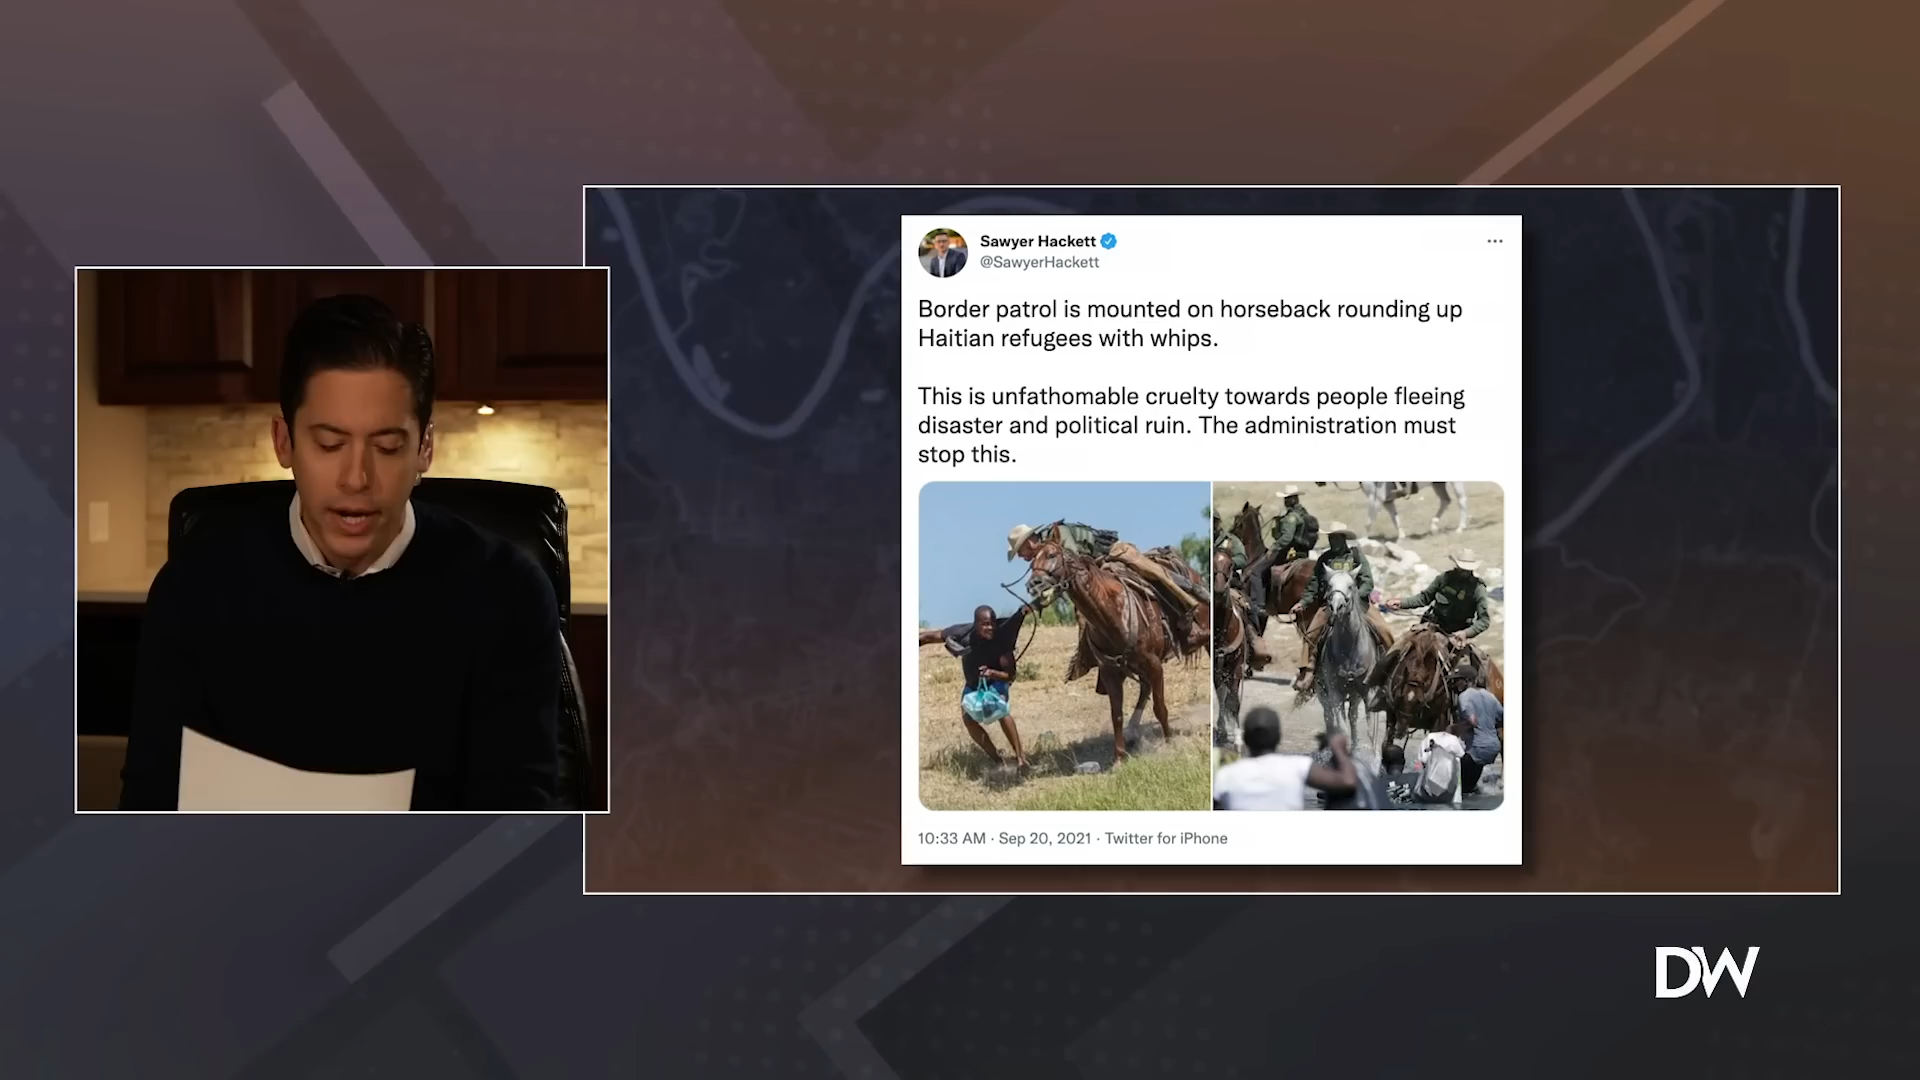 Sawyer Hackett
@SawyerHackett
Border patrol is mounted on horseback rounding up
Haitian refugees with whips.
This is unfathomable cruelty towards people fleeing
disaster and political ruin. The administration must
stop this.
10:33 AM · Sep 20, 2021 · Twitter for iPhone
DW